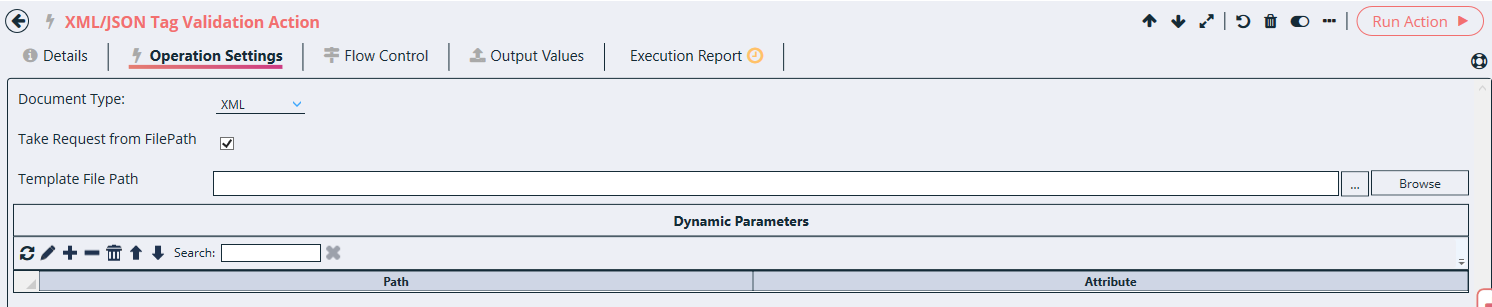 XML/JSON Tag Validation Action
Run Action
Details
Operation Settings
Flow Control
Output Values
Execution Report
Document Type:
XML
Take Request from FilePath
Template File Path
...
Browse
Dynamic Parameters
Search:
Path
Attribute